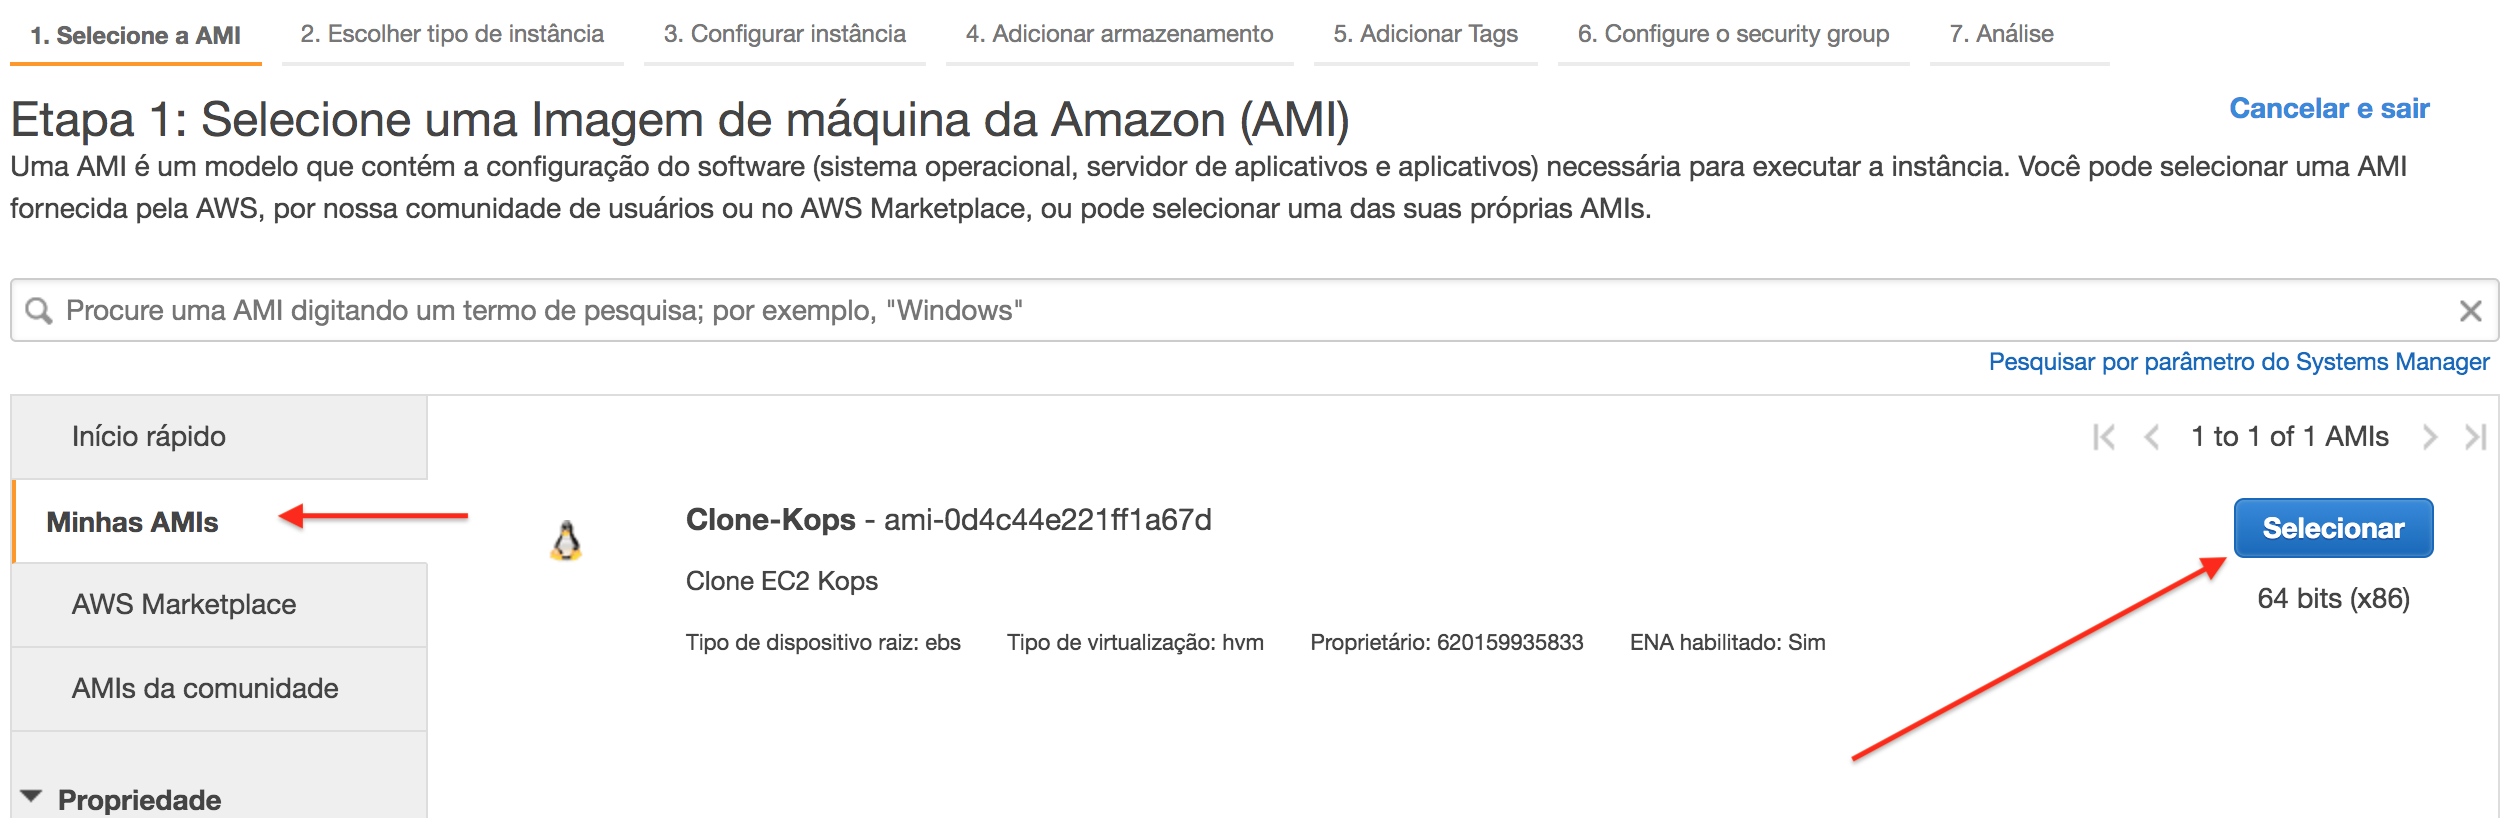 1. Selecione a AMI 2. Escolher tipo de instância 3. Configurar instância 4. Adicionar armazenamento 5. Adicionar Tags 6. Configure o security group 7. Análise
Etapa 1: Selecione uma Imagem de máquina da Amazon (AMI)
Cancelar e sair
Uma AMI é um modelo que contém a configuração do software (sistema operacional, servidor de aplicativos e aplicativos) necessária para executar a instância. Você pode selecionar uma AMI
fornecida pela AWS, por nossa comunidade de usuários ou no AWS Marketplace, ou pode selecionar uma das suas próprias AMIs.
Procure uma AMI digitando um termo de pesquisa; por exemplo, "Windows"
Pesquisar por parâmetro do Systems Manager
Início rápido
Minhas AMIs
AWS Marketplace
AMIs da comunidade
Propriedade
1 to 1 of 1 AMIs
Clone-Kops - ami-0d4c44e221ff1a67d
Selecionar
Clone EC2 Kops
64 bits (x86)
Tipo de dispositivo raiz: ebs Tipo de virtualização: hvm Proprietário: 620159935833 ENA habilitado: Sim